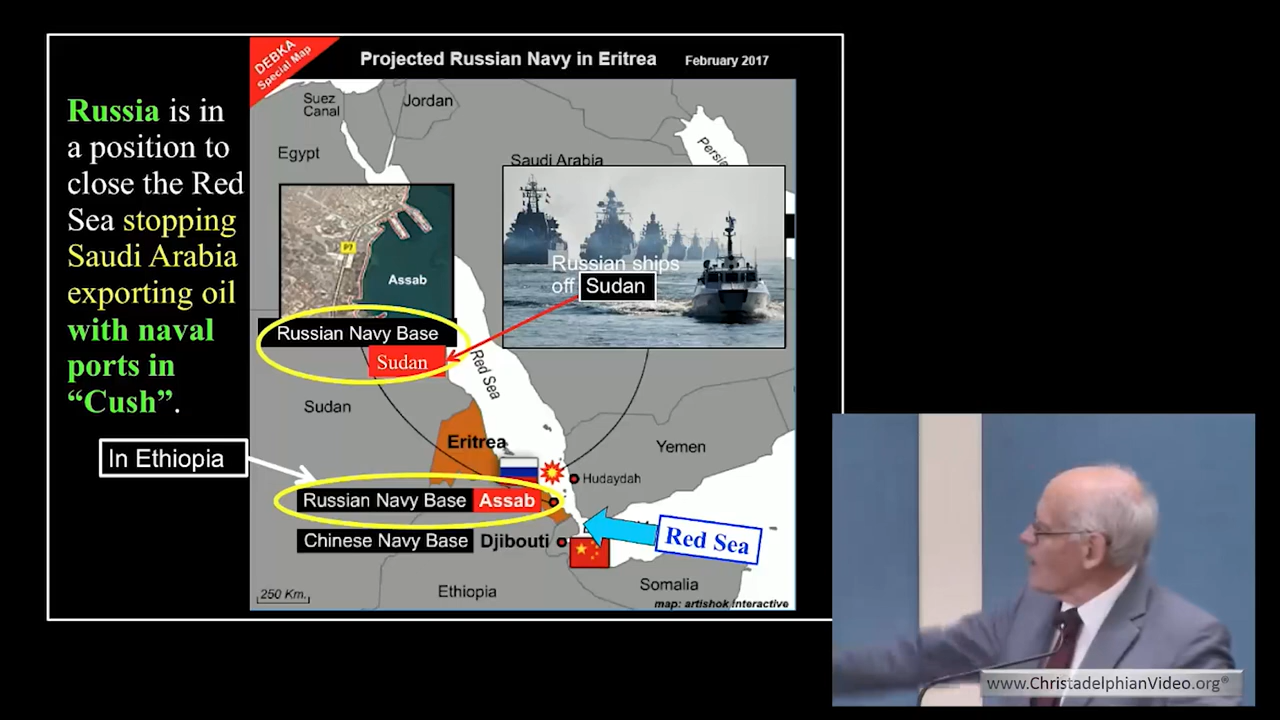 DEBKA
Special Map
Projected Russian Navy in Eritrea
February 2017
Russia is in
a position to
close the Red
Sea stopping
Saudi Arabia
exporting oil
with naval
ports in
“Cush”.
Suez
Canal
Jordan
Egypt
Saudi Arabia
P7
Assab
Russian ships
off Sudan
Russian Navy Base
Sudan
Red Sea
Sudan
Eritrea
Yemen
In Ethiopia
Hudaydah
Russian Navy Base Assab
Chinese Navy Base Djibouti
Red Sea
Ethiopia
Somalia
250 Km.
map: artishok interactive
www.ChristadelphianVideo.org®